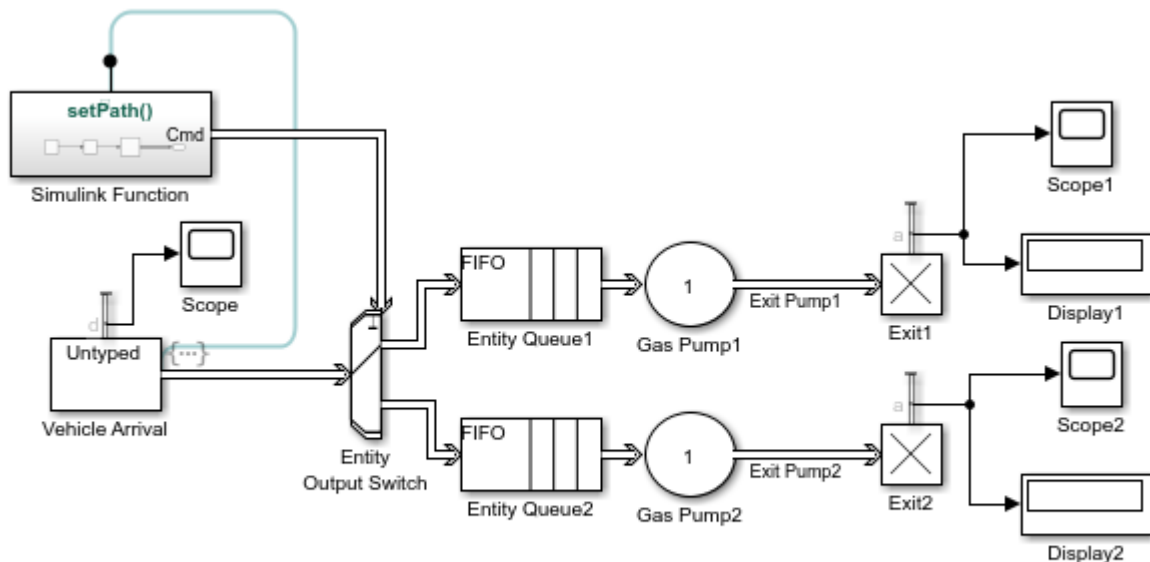 setPath()
Cmd
Simulink Function
Scope
d
Untyped
{...}
Vehicle Arrival
1
Entity
Output Switch
FIFO
Entity Queue1
1
Gas Pump1
Exit Pump1
a
Exit1
Scope1
Display1
FIFO
Entity Queue2
1
Gas Pump2
Exit Pump2
a
Exit2
Scope2
Display2